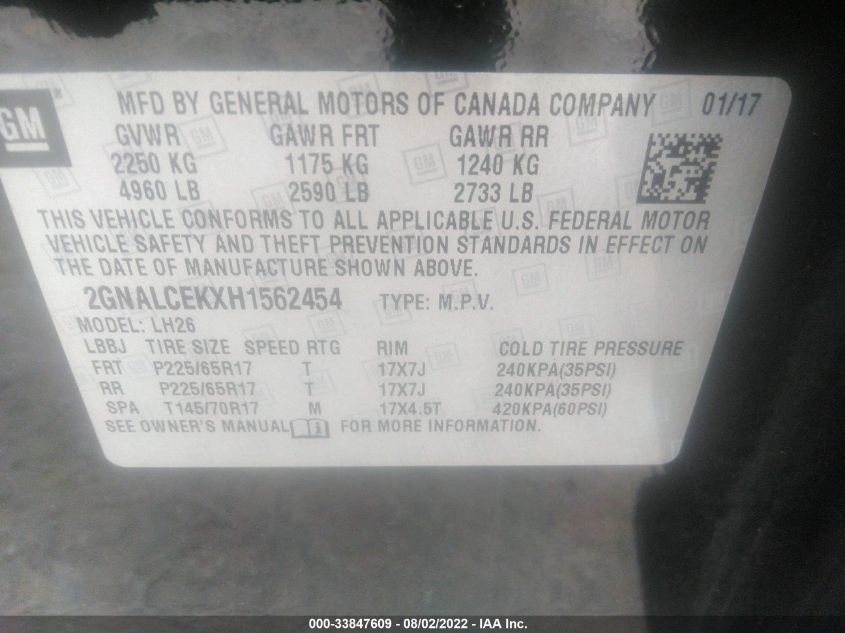 GM ®
MFD BY GENERAL MOTORS OF CANADA COMPANY 01/17
GVWR GAWR FRT GAWR RR
2250 KG 1175 KG 1240 KG
4960 LB 2590 LB 2733 LB
THIS VEHICLE CONFORMS TO ALL APPLICABLE U.S. FEDERAL MOTOR
VEHICLE SAFETY AND THEFT PREVENTION STANDARDS IN EFFECT ON
THE DATE OF MANUFACTURE SHOWN ABOVE.
2GNALCEKXH1562454 TYPE: M.P.V.
MODEL: LH26
LBBJ TIRE SIZE SPEED RTG RIM COLD TIRE PRESSURE
FRT P225/65R17 T 17X7J 240KPA(35PSI)
RR P225/65R17 T 17X7J 240KPA(35PSI)
SPA T145/70R17 M 17X4.5T 420KPA(60PSI)
SEE OWNER'S MANUAL FOR MORE INFORMATION.
000-33847609 - 08/02/2022 - IAA Inc.